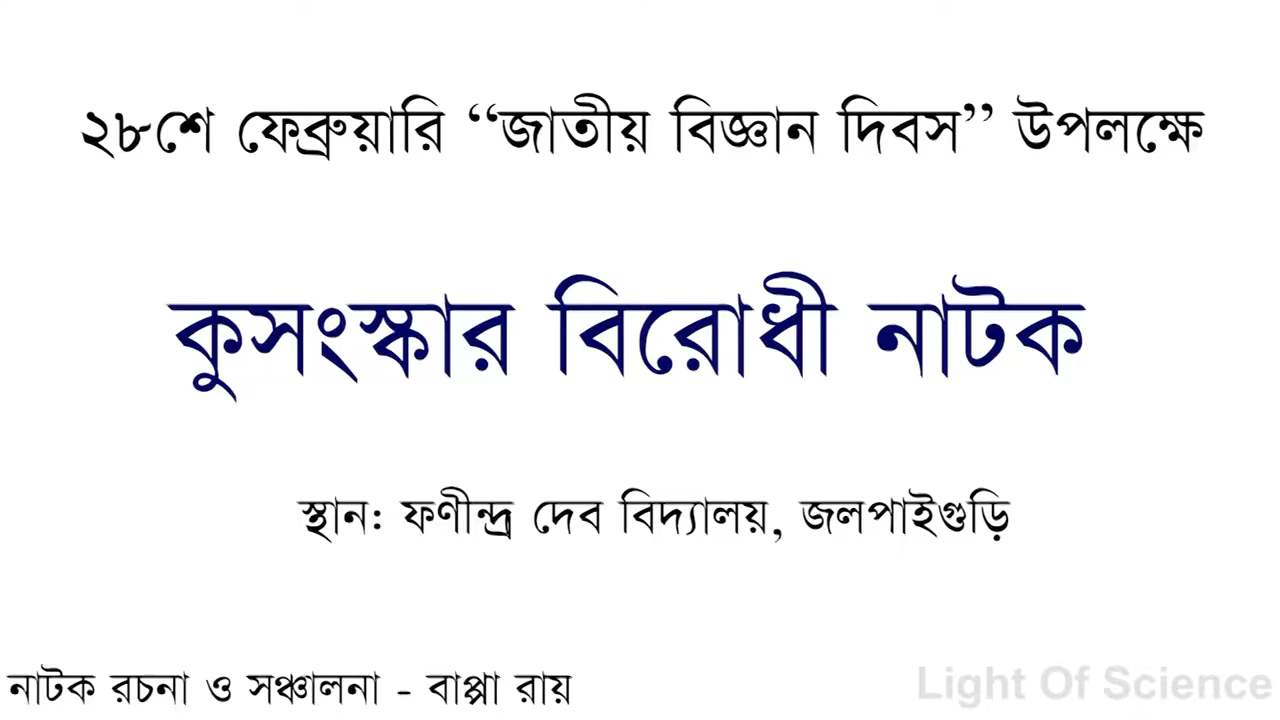 ২৮শে ফেব্রুয়ারি “জাতীয় বিজ্ঞান দিবস” উপলক্ষে
কুসংস্কার বিরোধী নাটক
স্থান: ফণীন্দ্র দেব বিদ্যালয়, জলপাইগুড়ি
নাটক রচনা ও সঞ্চালনা - বাপ্পা রায়
Light Of Science